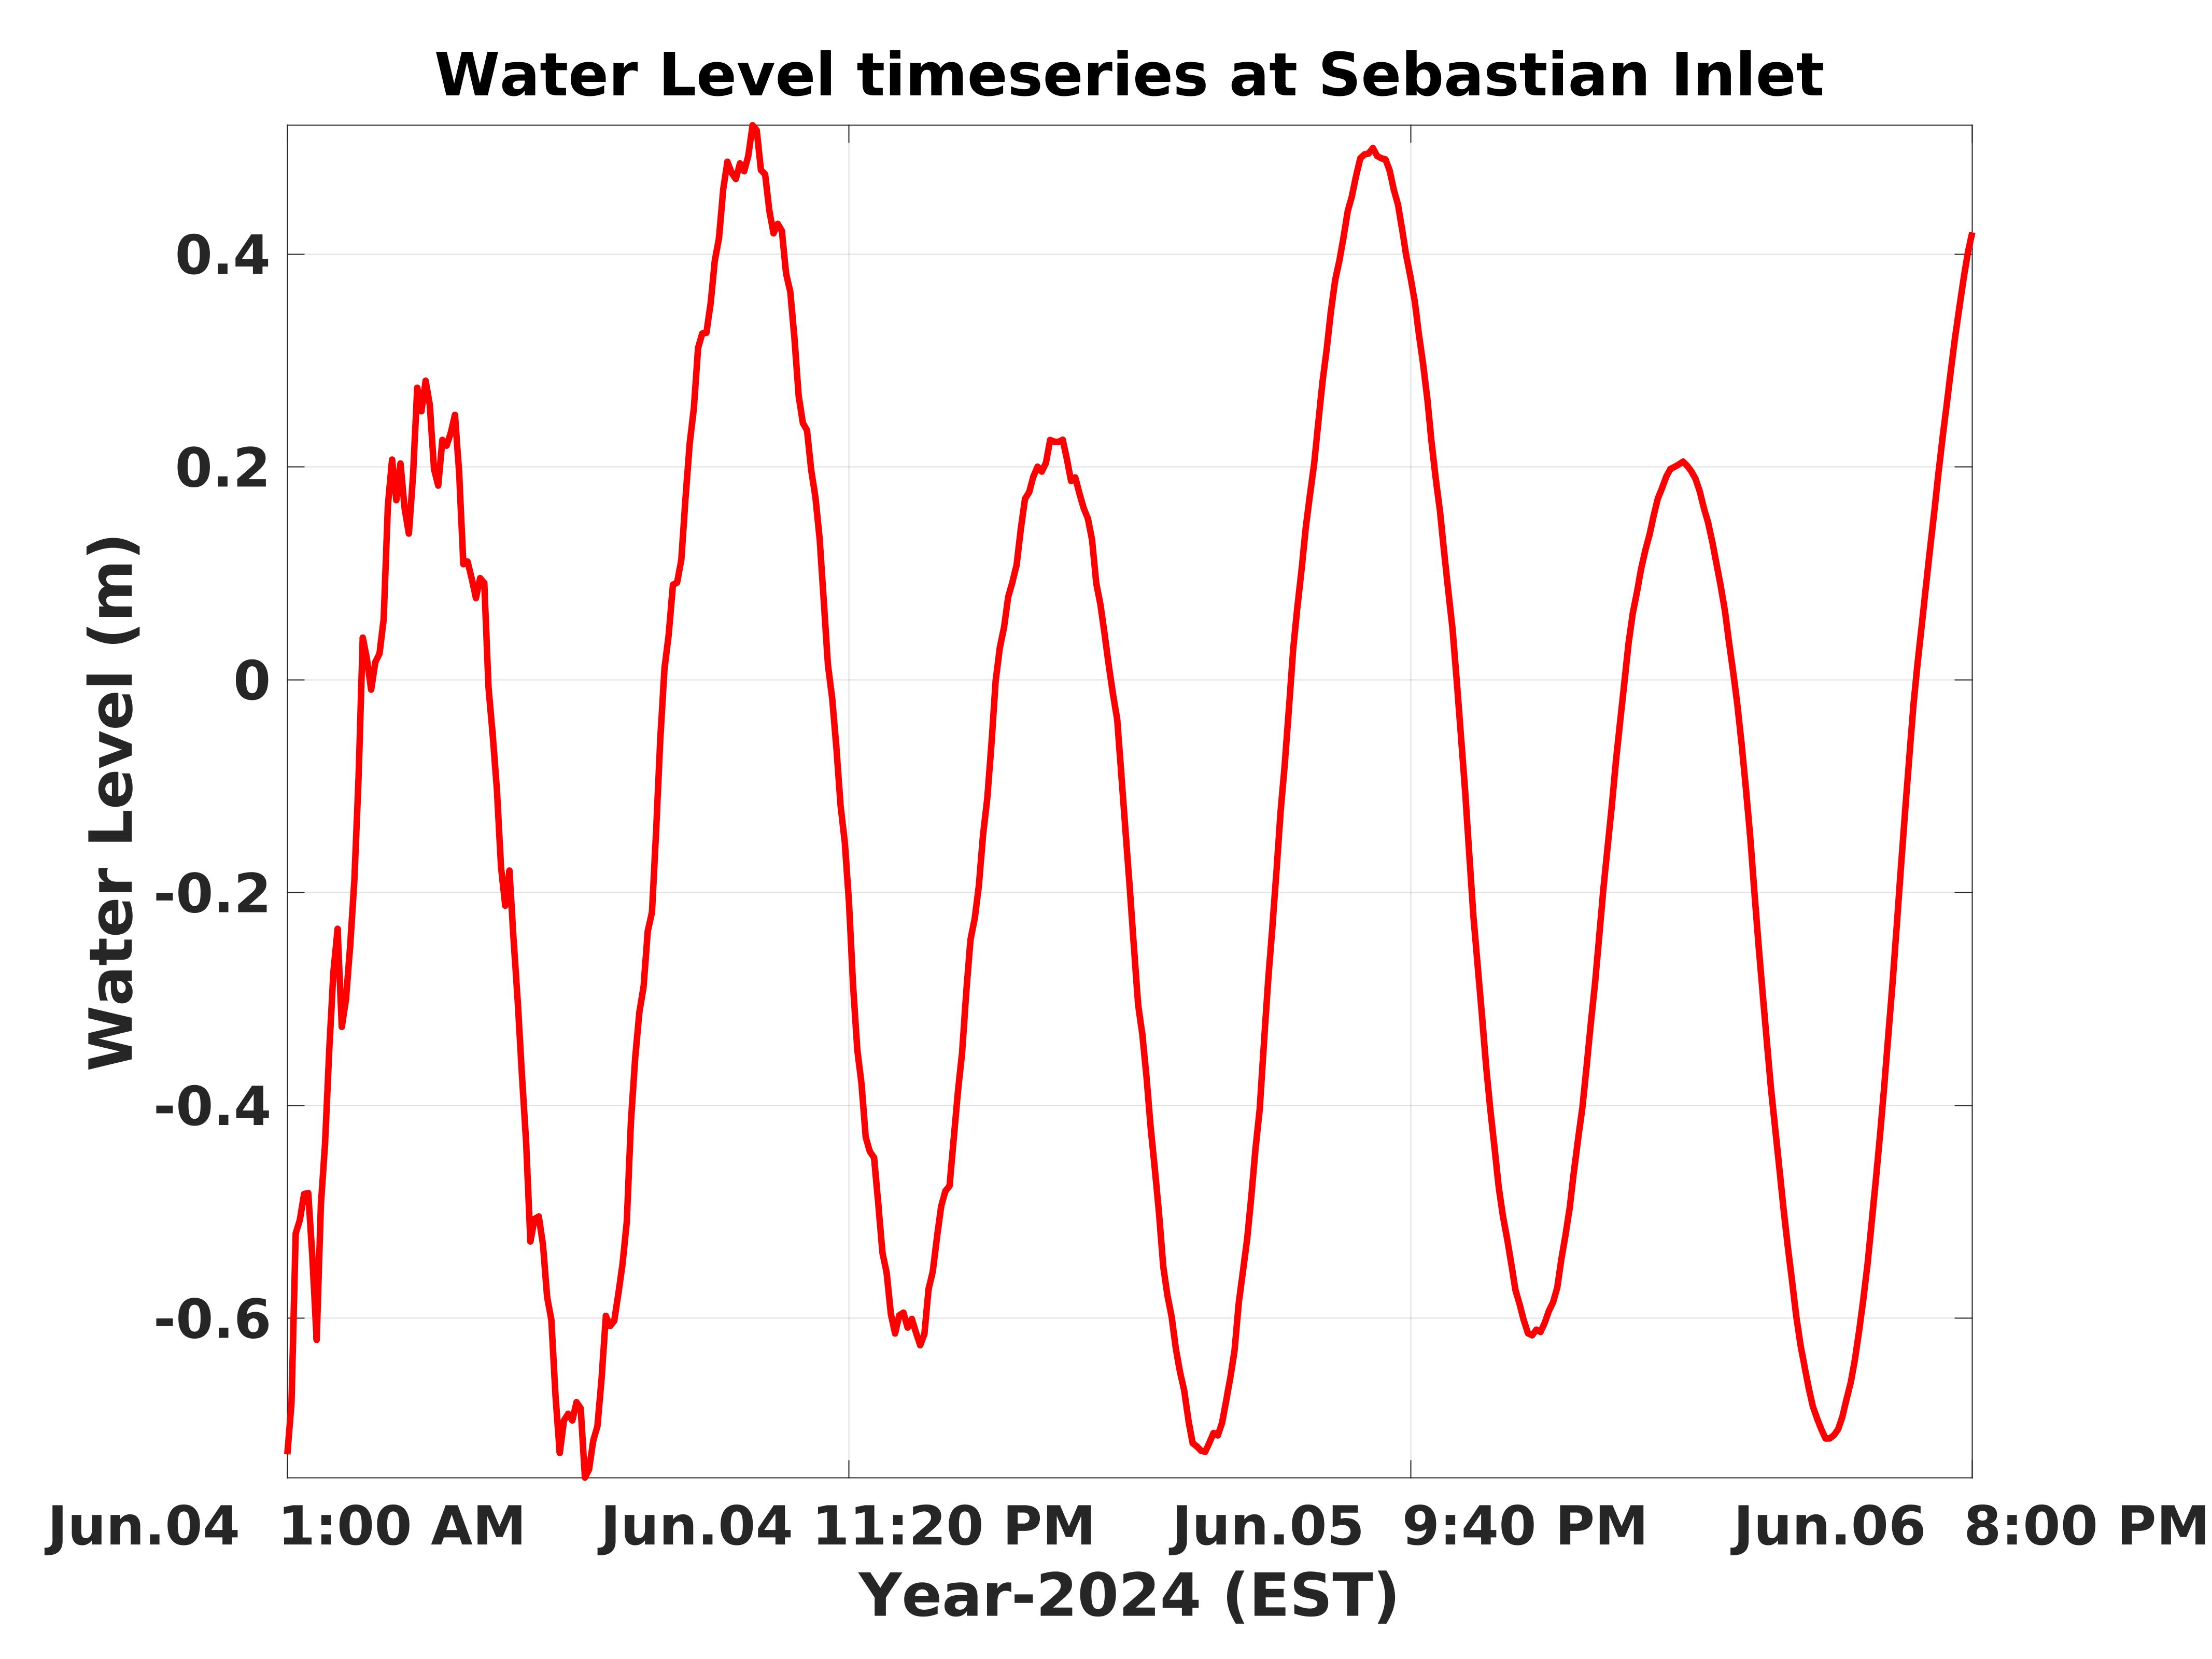 Water Level timeseries at Sebastian Inlet
Water Level (m)
0.4
0.2
0
-0.2
-0.4
-0.6
Jun.04  1:00 AM
Jun.04 11:20 PM
Jun.05  9:40 PM
Jun.06  8:00 PM
Year-2024 (EST)